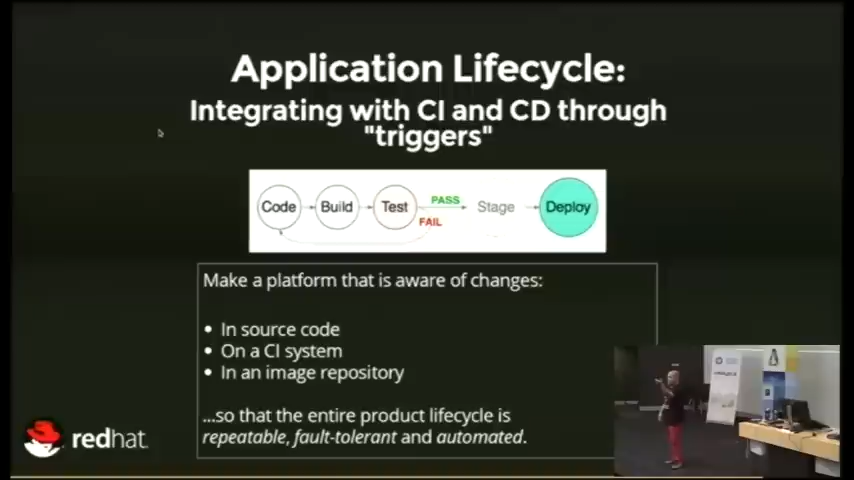 Application Lifecycle:
Integrating with CI and CD through
"triggers"
Code
Build
Test
PASS
FAIL
Stage
Deploy
Make a platform that is aware of changes:
• In source code
• On a CI system
• In an image repository
...so that the entire product lifecycle is
repeatable, fault-tolerant and automated.
redhat.